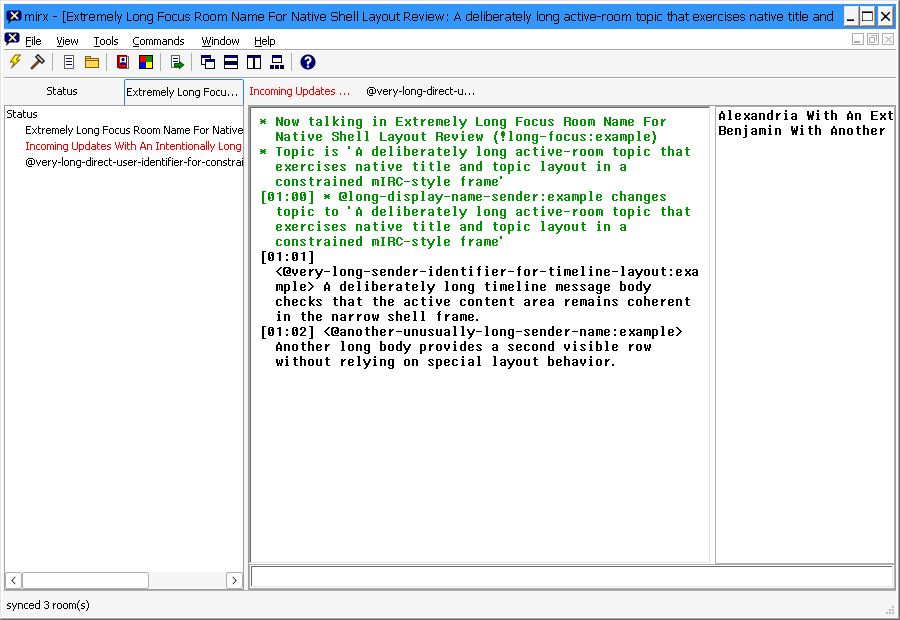 mirx - [Extremely Long Focus Room Name For Native Shell Layout Review: A deliberately long active-room topic that exercises native title and
File View Tools Commands Window Help
Status Extremely Long Focu... Incoming Updates ... @very-long-direct-u...
Status
Extremely Long Focus Room Name For Native
Incoming Updates With An Intentionally Long
@very-long-direct-user-identifier-for-constrai
* Now talking in Extremely Long Focus Room Name For
Native Shell Layout Review (!long-focus:example)
* Topic is 'A deliberately long active-room topic that
exercises native title and topic layout in a
constrained mIRC-style frame'
[01:00] * @long-display-name-sender:example changes
topic to 'A deliberately long active-room topic that
exercises native title and topic layout in a
constrained mIRC-style frame'
[01:01]
<@very-long-sender-identifier-for-timeline-layout:exa
mple> A deliberately long timeline message body
checks that the active content area remains coherent
in the narrow shell frame.
[01:02] <@another-unusually-long-sender-name:example>
Another long body provides a second visible row
without relying on special layout behavior.
Alexandria With An Ext
Benjamin With Another
synced 3 room(s)